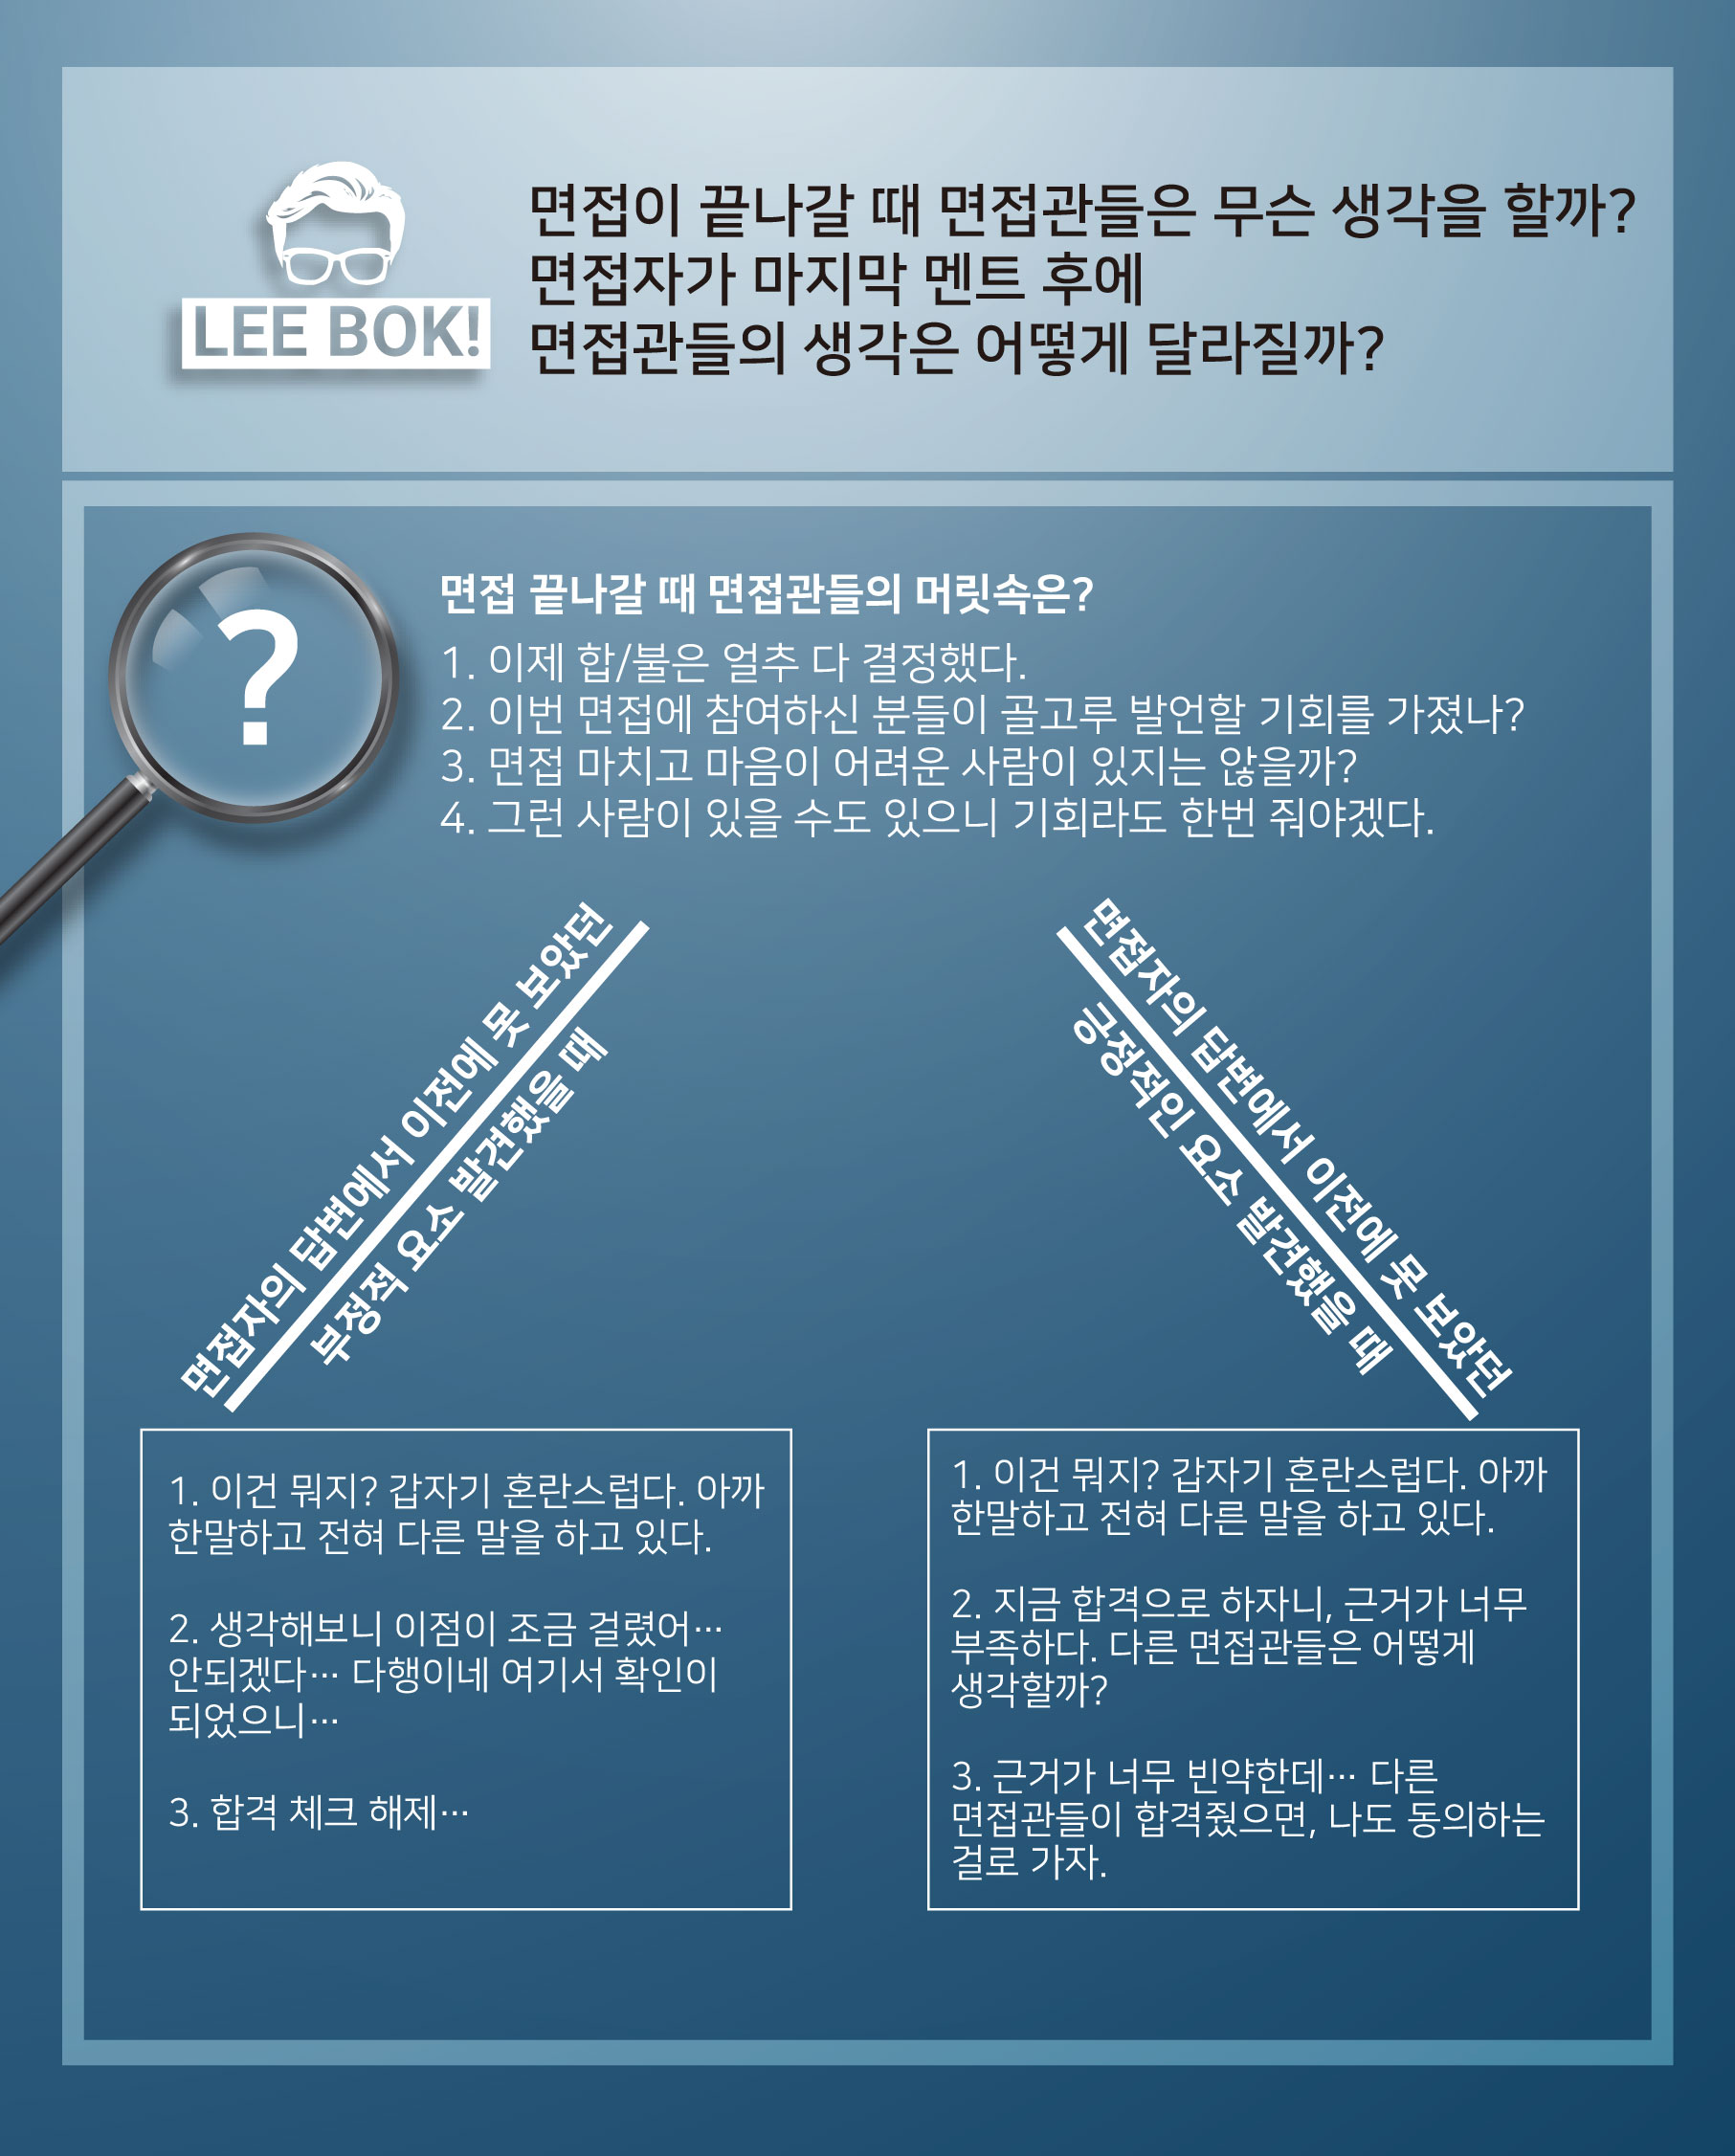 LEE BOK!
면접이 끝나갈 때 면접관들은 무슨 생각을 할까?
면접자가 마지막 멘트 후에
면접관들의 생각은 어떻게 달라질까?
?
면접 끝나갈 때 면접관들의 머릿속은?
1. 이제 합/불은 얼추 다 결정했다.
2. 이번 면접에 참여하신 분들이 골고루 발언할 기회를 가졌나?
3. 면접 마치고 마음이 어려운 사람이 있지는 않을까?
4. 그런 사람이 있을 수도 있으니 기회라도 한번 줘야겠다.
면접자의 답변에서 이전에 못 보았던
부정적 요소 발견했을 때
면접자의 답변에서 이전에 못 보았던
긍정적인 요소 발견했을 때
1. 이건 뭐지? 갑자기 혼란스럽다. 아까
한말하고 전혀 다른 말을 하고 있다.
2. 생각해보니 이점이 조금 걸렸어…
안되겠다… 다행이네 여기서 확인이
되었으니…
3. 합격 체크 해제…
1. 이건 뭐지? 갑자기 혼란스럽다. 아까
한말하고 전혀 다른 말을 하고 있다.
2. 지금 합격으로 하자니, 근거가 너무
부족하다. 다른 면접관들은 어떻게
생각할까?
3. 근거가 너무 빈약한데… 다른
면접관들이 합격줬으면, 나도 동의하는
걸로 가자.